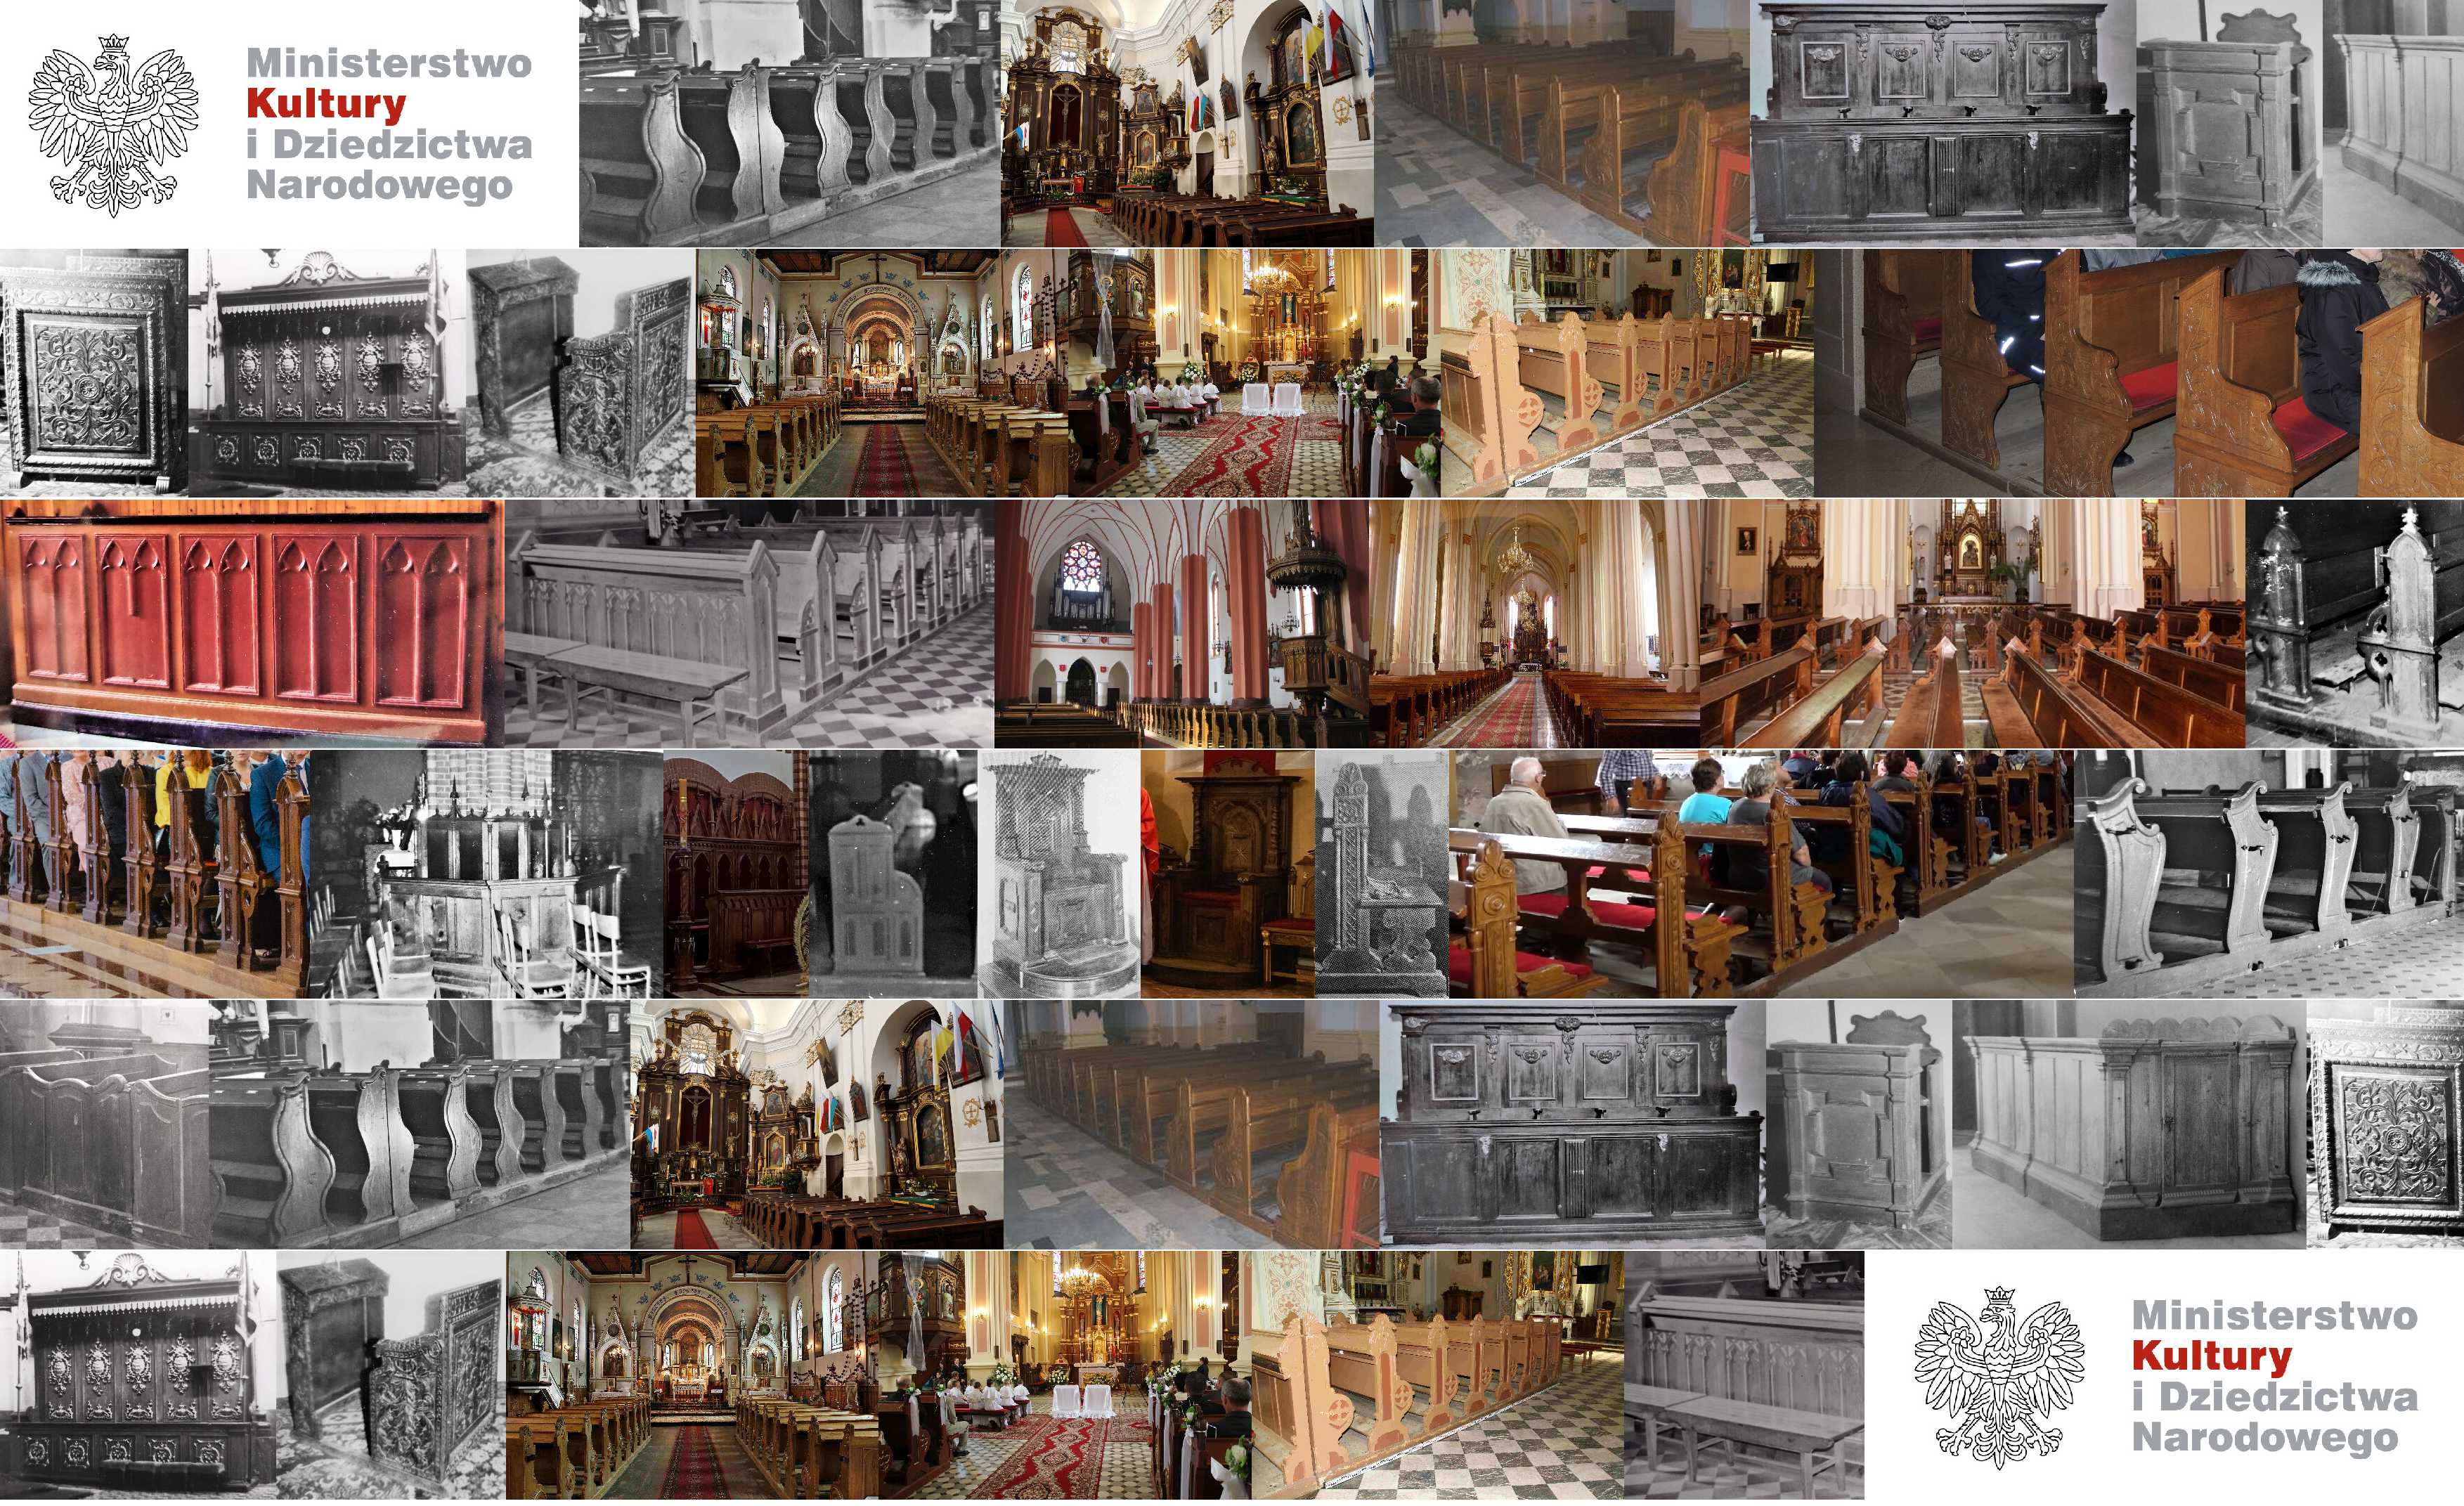 Ministerstwo
Kultury
i Dziedzictwa
Narodowego
Ministerstwo
Kultury
i Dziedzictwa
Narodowego